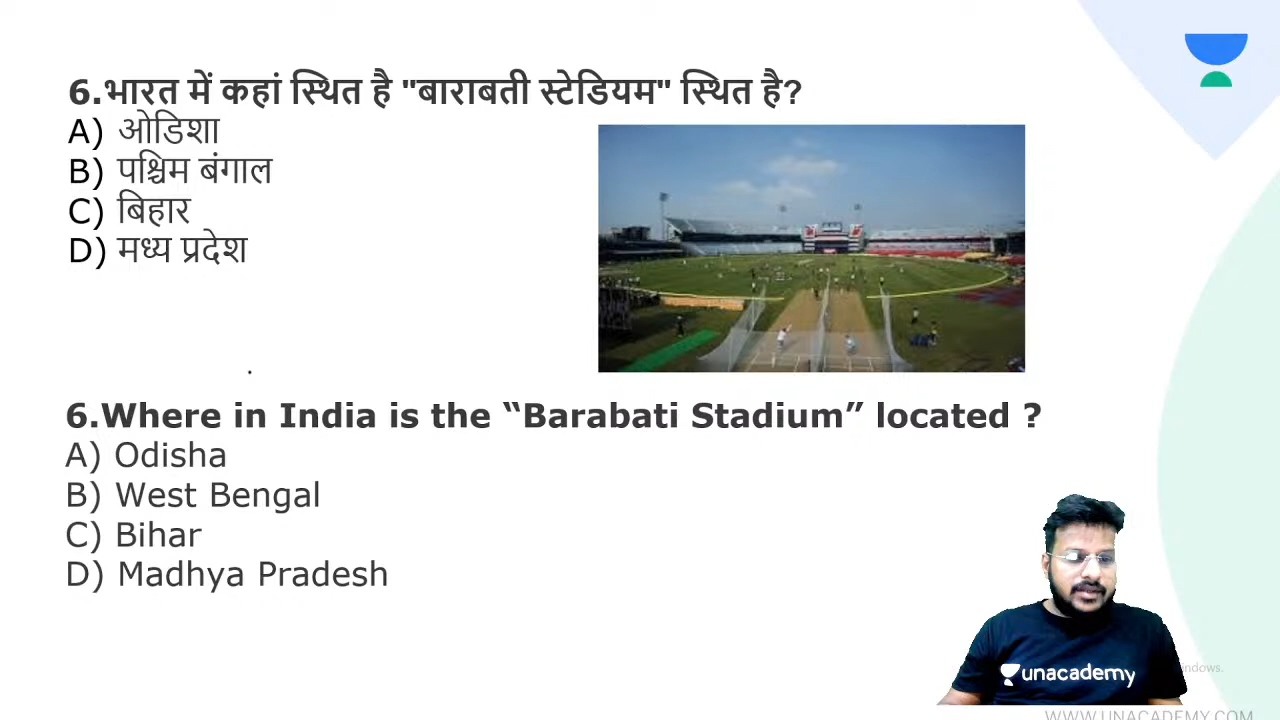 6.भारत में कहां स्थित है "बाराबती स्टेडियम" स्थित है?
A) ओडिशा
B) पश्चिम बंगाल
C) बिहार
D) मध्य प्रदेश
.
6.Where in India is the “Barabati Stadium” located ?
A) Odisha
B) West Bengal
C) Bihar
D) Madhya Pradesh
unacademy
indows.
WWW.UNACADEMY.COM